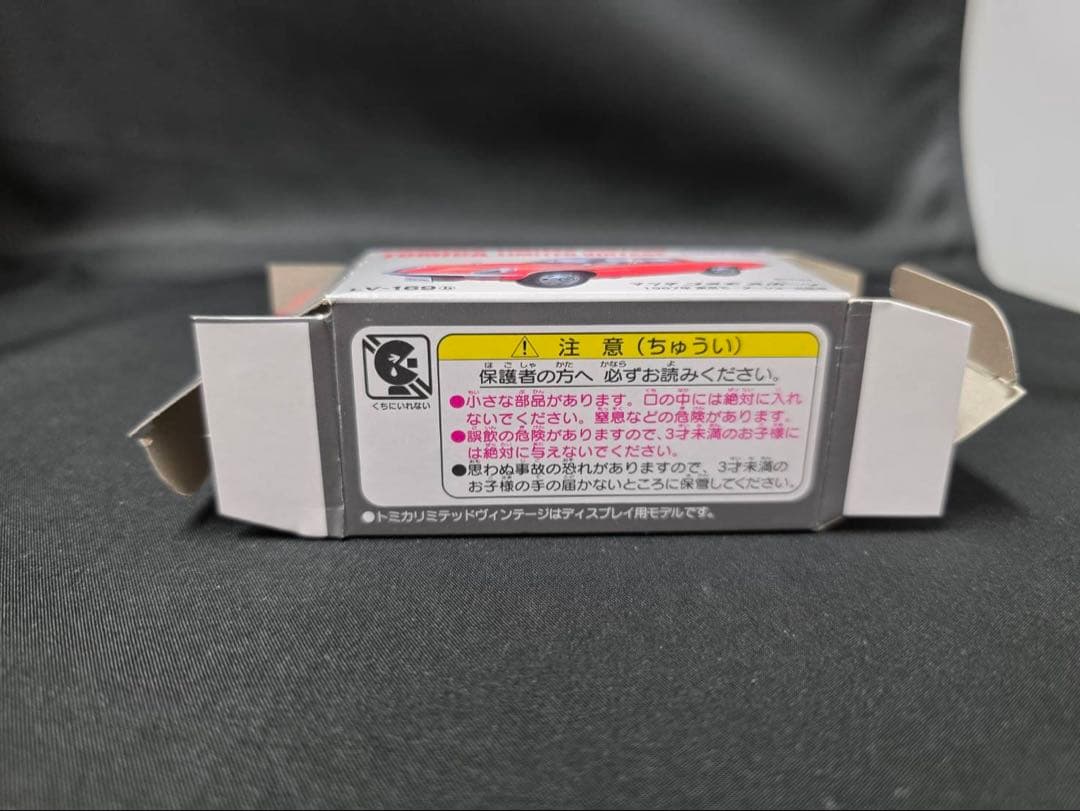 LV-169
くちにいれない
注 意 (ちゅうい)
保護者の方へ 必ずお読みください。
●小さな部品があります。口の中には絶対に入れ
ないでください。窒息などの危険があります。
●誤飲の危険がありますので、3才未満のお子様に
は絶対に与えないでください。
●思わぬ事故の恐れがありますので、3才未満の
お子様の手の届かないところに保管してください。
●トミカリミテッドヴィンテージはディスプレイ用モデルです。